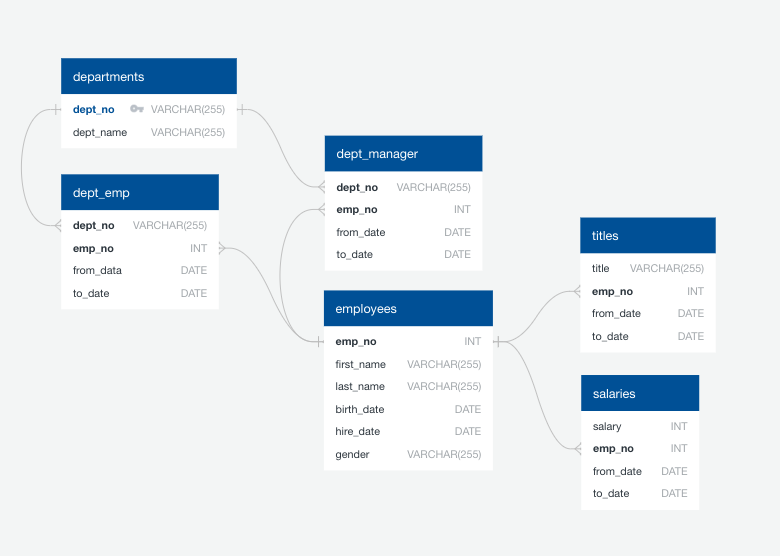 departments
dept_no VARCHAR(255)
dept_name VARCHAR(255)
dept_emp
dept_no VARCHAR(255)
emp_no INT
from_data DATE
to_date DATE
dept_manager
dept_no VARCHAR(255)
emp_no INT
from_date DATE
to_date DATE
employees
emp_no INT
first_name VARCHAR(255)
last_name VARCHAR(255)
birth_date DATE
hire_date DATE
gender VARCHAR(255)
titles
title VARCHAR(255)
emp_no INT
from_date DATE
to_date DATE
salaries
salary INT
emp_no INT
from_date DATE
to_date DATE